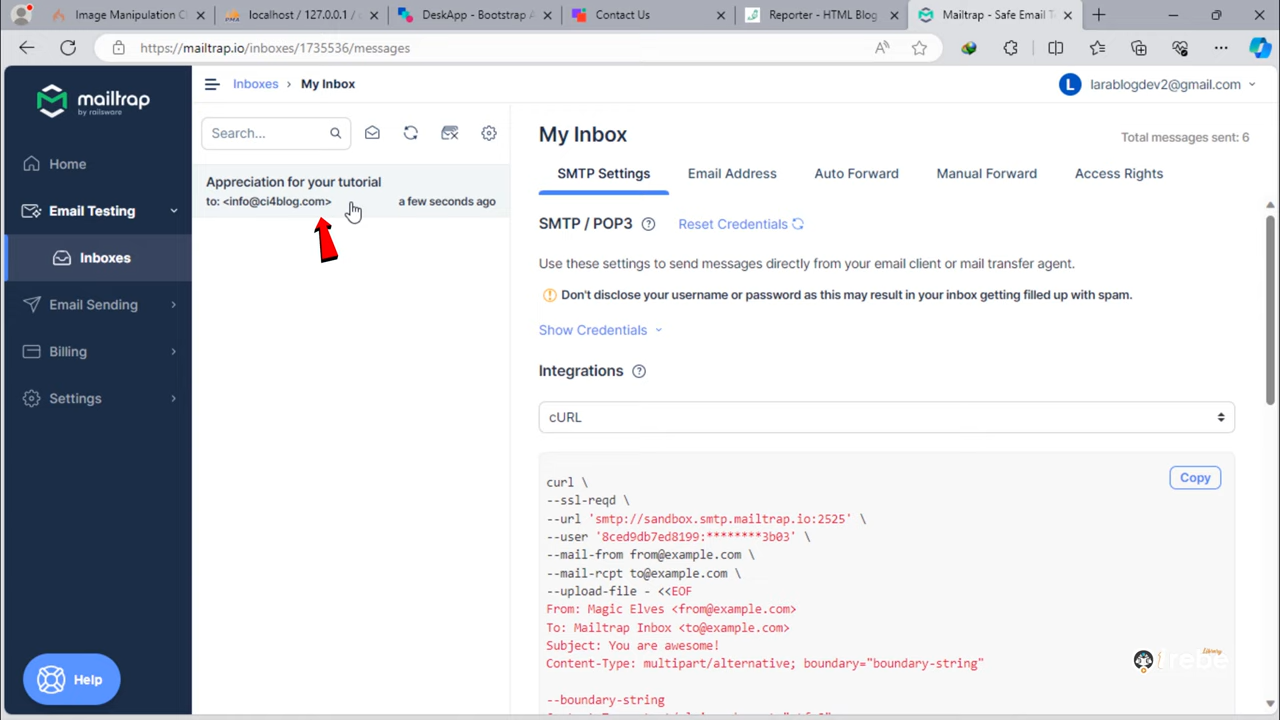 Image Manipulation C
localhost / 127.0.0.1 /
DeskApp - Bootstrap A
Contact Us
Reporter - HTML Blog
Mailtrap - Safe Email T
https://mailtrap.io/inboxes/1735536/messages
mailtrap
by railsware
Inboxes › My Inbox
L larablogdev2@gmail.com
Home
Email Testing
Inboxes
Email Sending
Billing
Settings
Help
Search...
Appreciation for your tutorial
to: <info@ci4blog.com> a few seconds ago
My Inbox
Total messages sent: 6
SMTP Settings Email Address Auto Forward Manual Forward Access Rights
SMTP / POP3 ? Reset Credentials
Use these settings to send messages directly from your email client or mail transfer agent.
Don't disclose your username or password as this may result in your inbox getting filled up with spam.
Show Credentials
Integrations ?
cURL
Copy
curl \
--ssl-reqd \
--url 'smtp://sandbox.smtp.mailtrap.io:2525' \
--user '8ced9db7ed8199:********3b03' \
--mail-from from@example.com \
--mail-rcpt to@example.com \
--upload-file - <<EOF
From: Magic Elves <from@example.com>
To: Mailtrap Inbox <to@example.com>
Subject: You are awesome!
Content-Type: multipart/alternative; boundary="boundary-string"
--boundary-string
irebe
Library